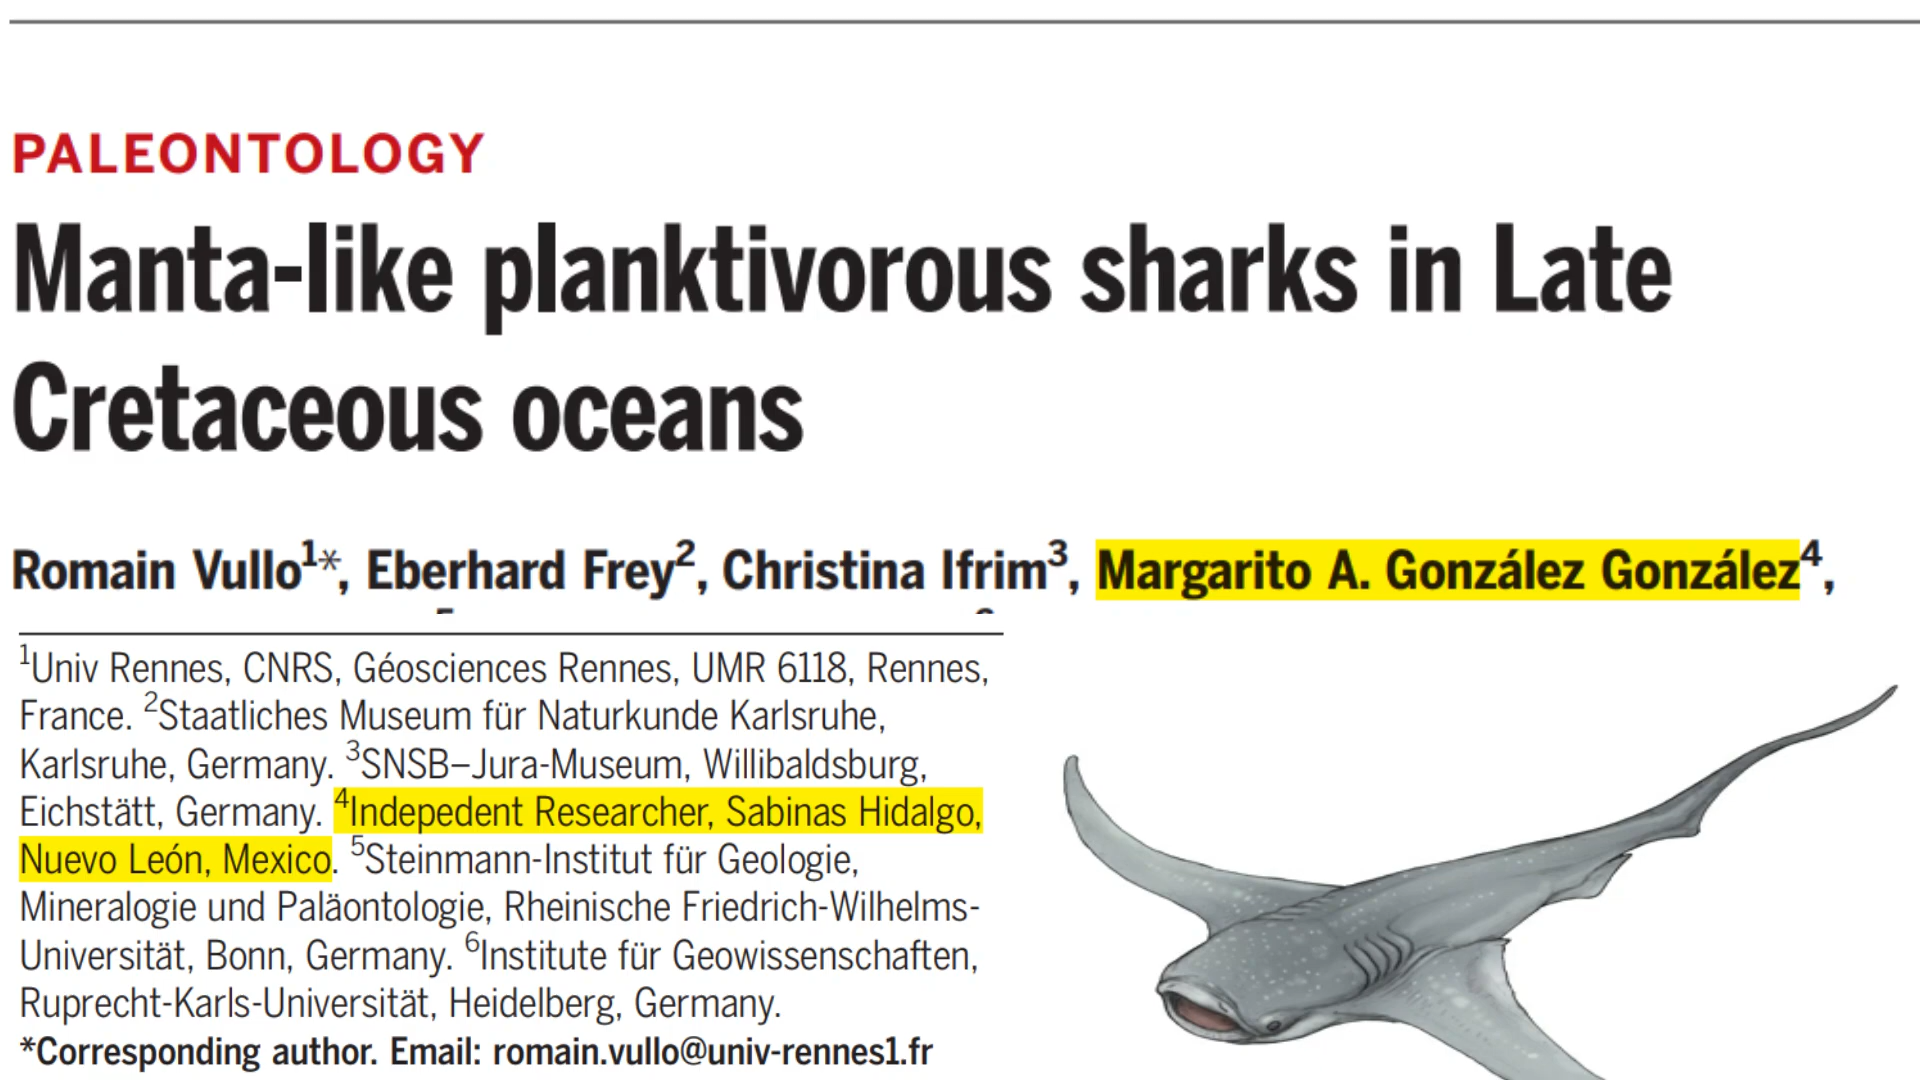 PALEONTOLOGY
Manta-like planktivorous sharks in Late
Cretaceous oceans
Romain Vullo1*, Eberhard Frey2, Christina Ifrim3, Margarito A. González González4,
1Univ Rennes, CNRS, Géosciences Rennes, UMR 6118, Rennes,
France. 2Staatliches Museum für Naturkunde Karlsruhe,
Karlsruhe, Germany. 3SNSB–Jura-Museum, Willibaldsburg,
Eichstätt, Germany. 4Indepedent Researcher, Sabinas Hidalgo,
Nuevo León, Mexico. 5Steinmann-Institut für Geologie,
Mineralogie und Paläontologie, Rheinische Friedrich-Wilhelms-
Universität, Bonn, Germany. 6Institute für Geowissenschaften,
Ruprecht-Karls-Universität, Heidelberg, Germany.
*Corresponding author. Email: romain.vullo@univ-rennes1.fr